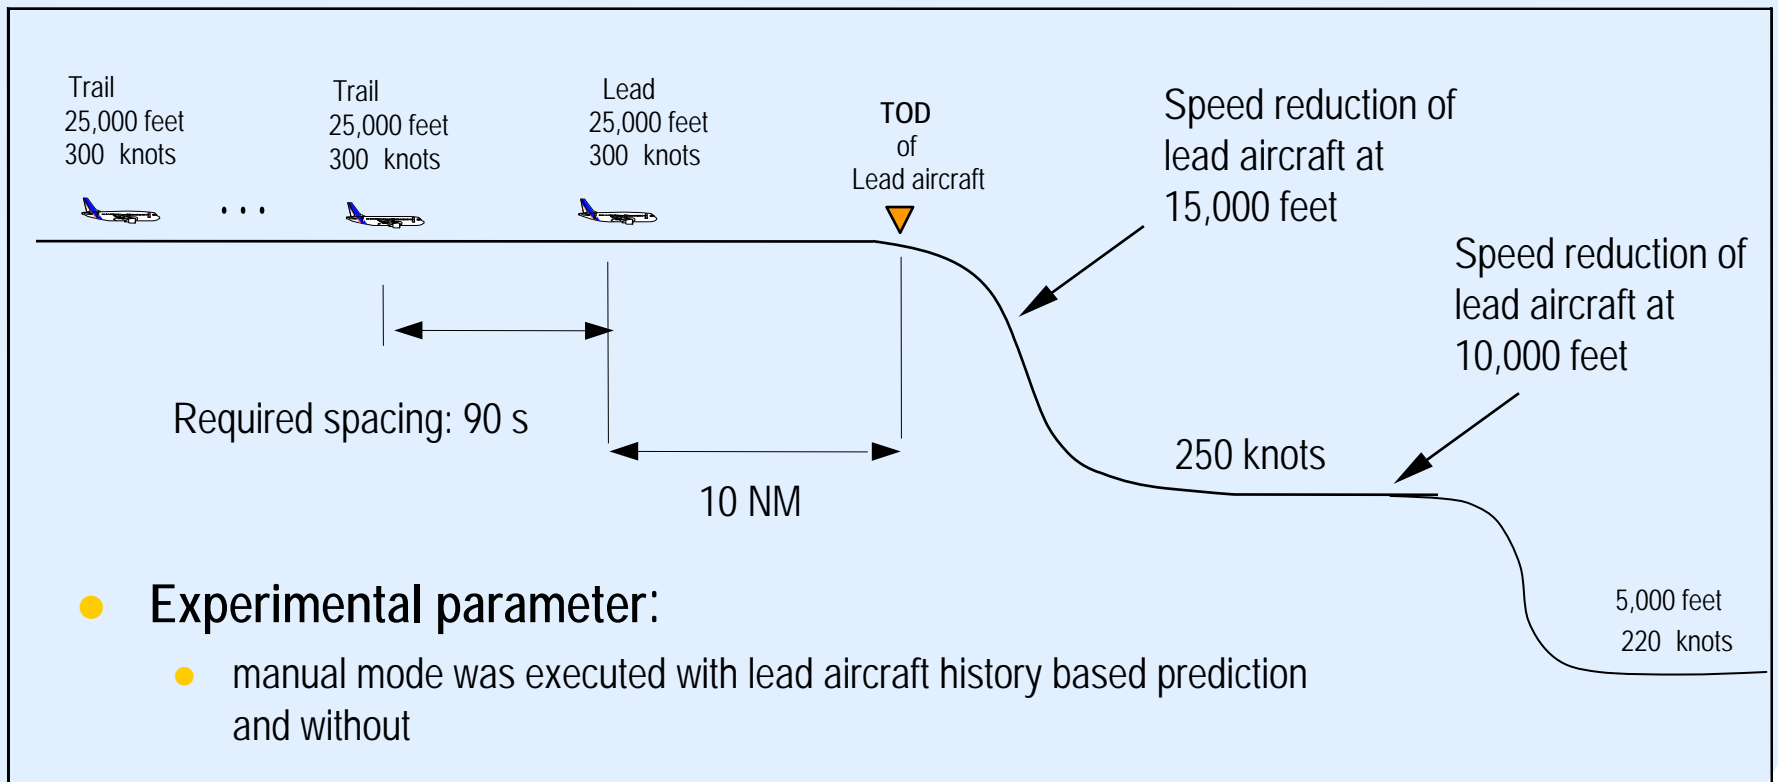 Trail
25,000 feet
300 knots
Trail
25,000 feet
300 knots
Lead
25,000 feet
300 knots
TOD
of
Lead aircraft
Speed reduction of
lead aircraft at
15,000 feet
Speed reduction of
lead aircraft at
10,000 feet
. . .
Required spacing: 90 s
10 NM
250 knots
5,000 feet
220 knots
Experimental parameter:
manual mode was executed with lead aircraft history based prediction
and without